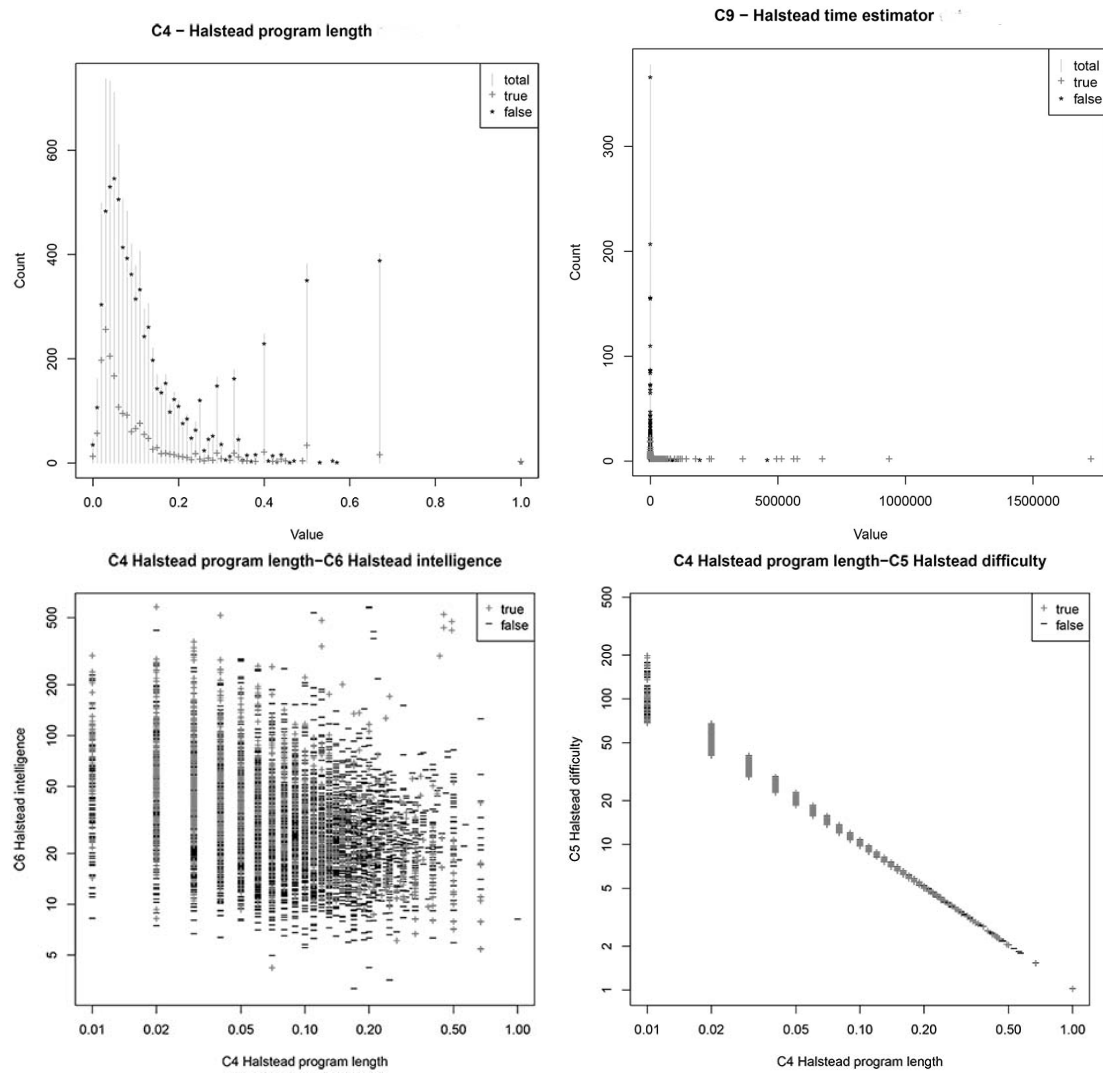 C4 – Halstead program length
total
true
false
600
400
200
0
Count
0.0
0.2
0.4
0.6
0.8
1.0
Value
C9 – Halstead time estimator
total
true
false
300
200
100
0
Count
0
500000
1000000
1500000
Value
C4 Halstead program length–C6 Halstead intelligence
true
false
500
200
100
50
20
10
5
C6 Halstead intelligence
0.01
0.02
0.05
0.10
0.20
0.50
1.00
C4 Halstead program length
C4 Halstead program length–C5 Halstead difficulty
true
false
500
200
100
50
20
10
5
2
1
C5 Halstead difficulty
0.01
0.02
0.05
0.10
0.20
0.50
1.00
C4 Halstead program length